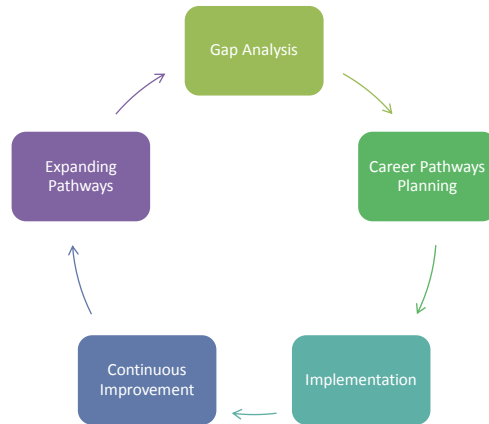 Gap Analysis
Career Pathways
Planning
Implementation
Continuous
Improvement
Expanding
Pathways